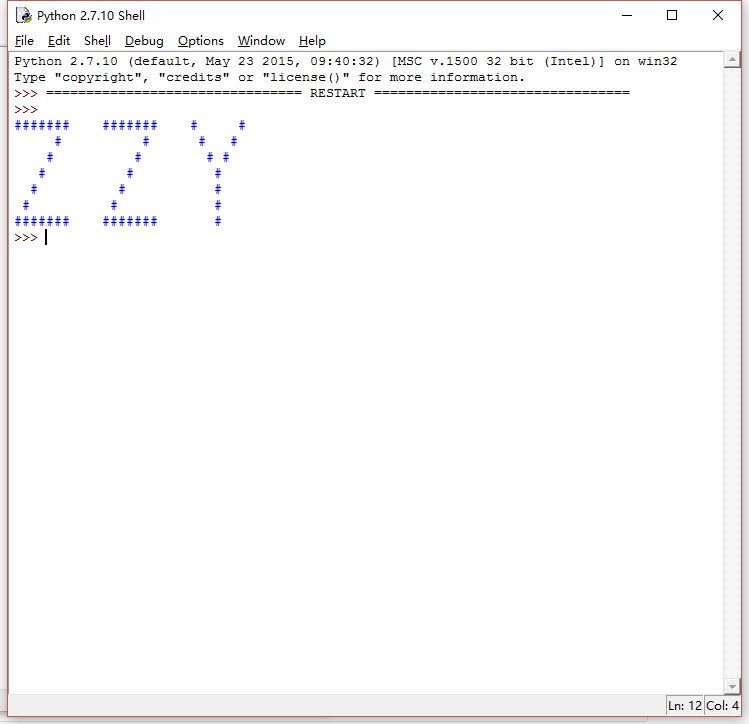 Python 2.7.10 Shell
File Edit Shell Debug Options Window Help
Python 2.7.10 (default, May 23 2015, 09:40:32) [MSC v.1500 32 bit (Intel)] on win32
Type "copyright", "credits" or "license()" for more information.
>>> ================================ RESTART ================================
>>>
#######    #######    #     #
     #          #      #   #
    #          #        # #
   #          #          #
  #          #           #
 #          #            #
#######    #######       #
>>>
Ln: 12 Col: 4